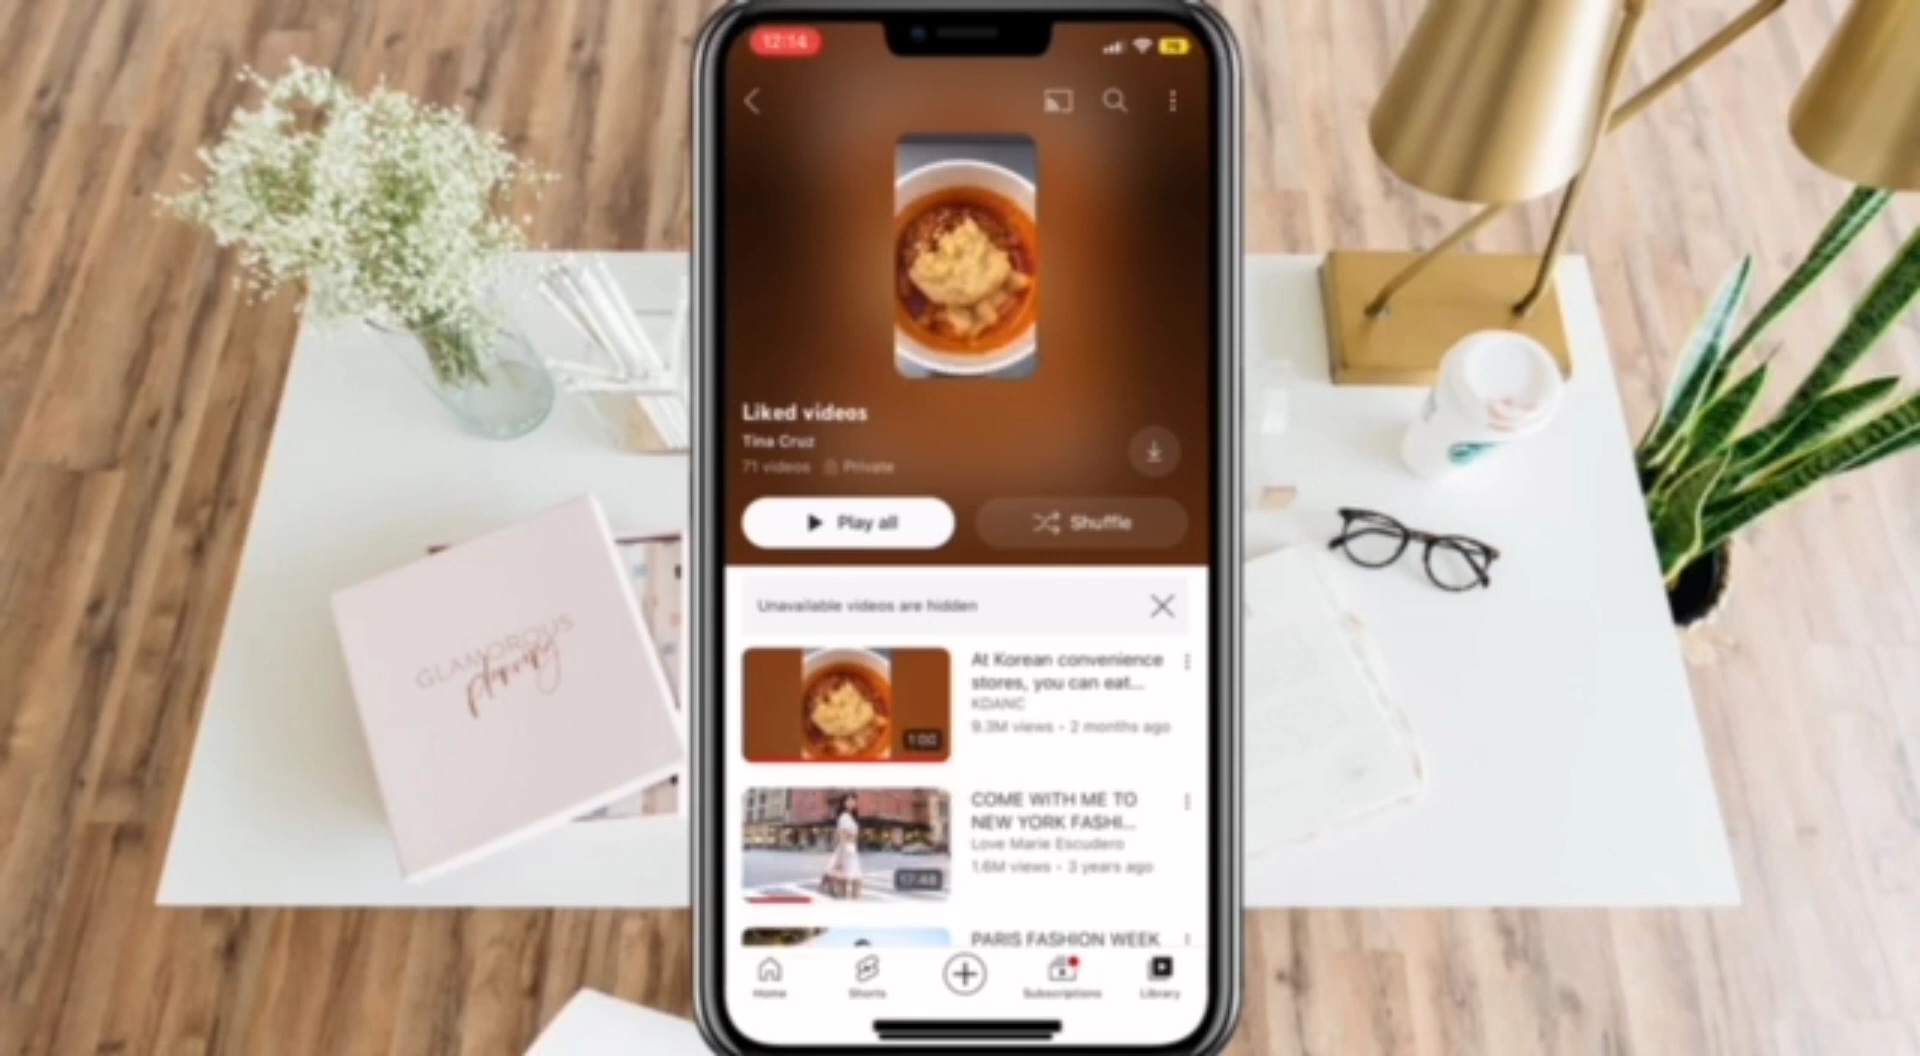 12:14
78
Liked videos
Tina Cruz
71 videos Private
Play all
Shuffle
Unavailable videos are hidden
At Korean convenience
stores, you can eat...
KDANC
9.3M views • 2 months ago
1:00
COME WITH ME TO
NEW YORK FASHI...
Love Marie Escudero
1.6M views • 3 years ago
17:48
PARIS FASHION WEEK
Home
Shorts
Subscriptions
Library
GLAMOROUS
planning